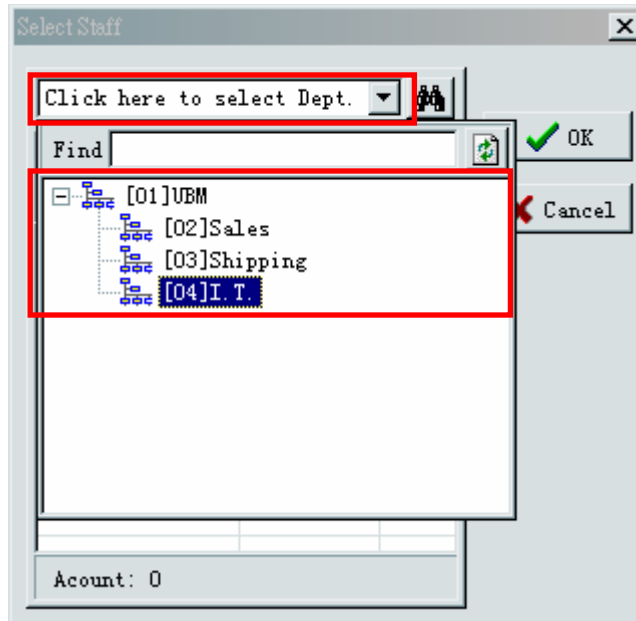 Select Staff
Click here to select Dept.
Find
OK
[01]UBM
[02]Sales
Cancel
[03]Shipping
[04]I.T.
Acount: 0